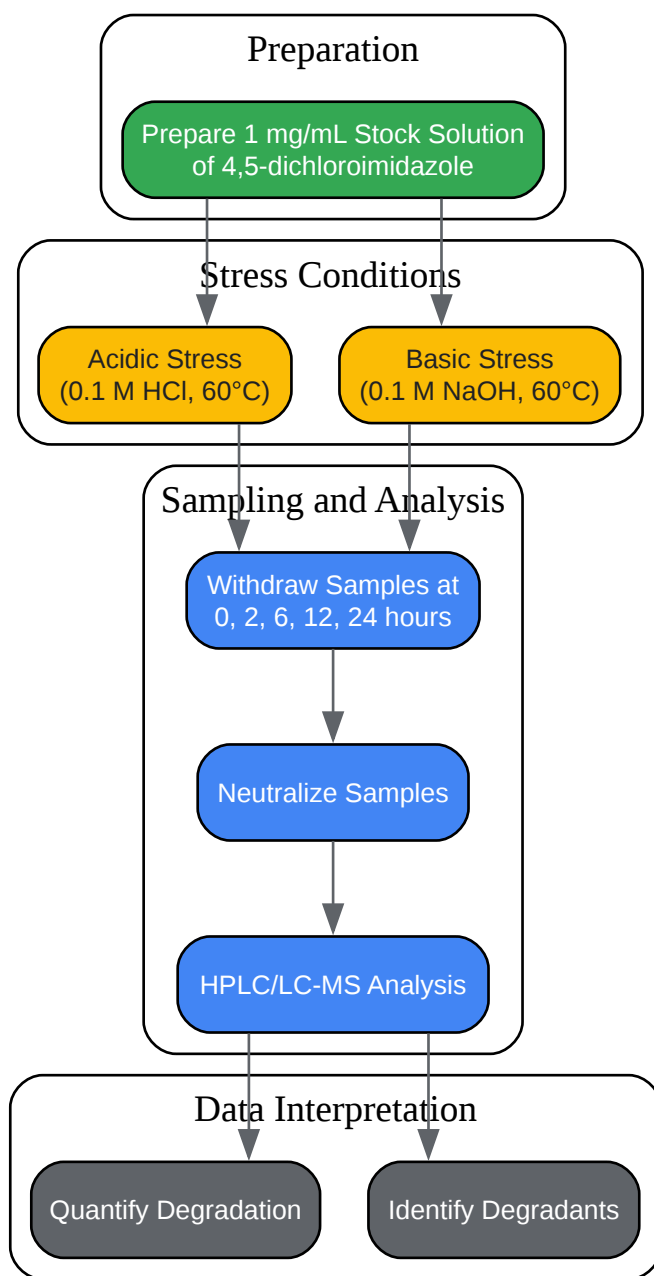 Preparation
Prepare 1 mg/mL Stock Solution
of 4,5-dichloroimidazole
Stress Conditions
Acidic Stress
(0.1 M HCl, 60°C)
Basic Stress
(0.1 M NaOH, 60°C)
Sampling and Analysis
Withdraw Samples at
0, 2, 6, 12, 24 hours
Neutralize Samples
HPLC/LC-MS Analysis
Data Interpretation
Quantify Degradation
Identify Degradants